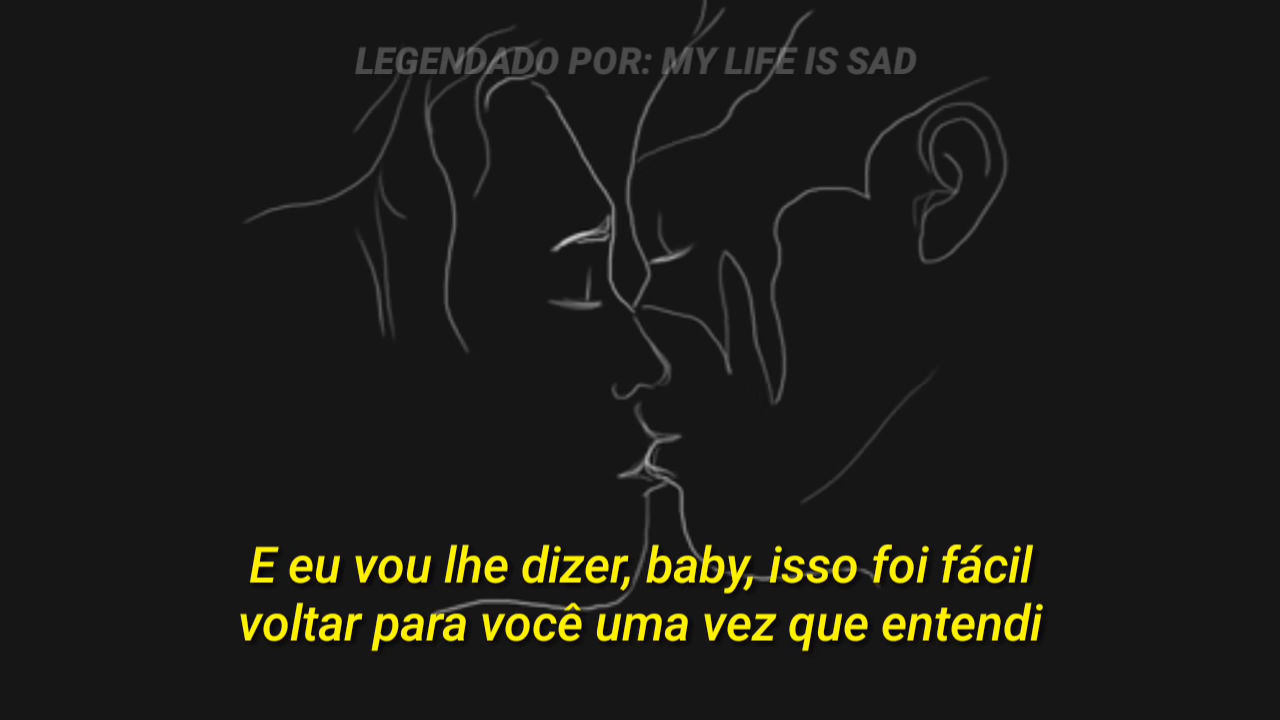 LEGENDADO POR: MY LIFE IS SAD
E eu vou lhe dizer, baby, isso foi fácil
voltar para você uma vez que entendi